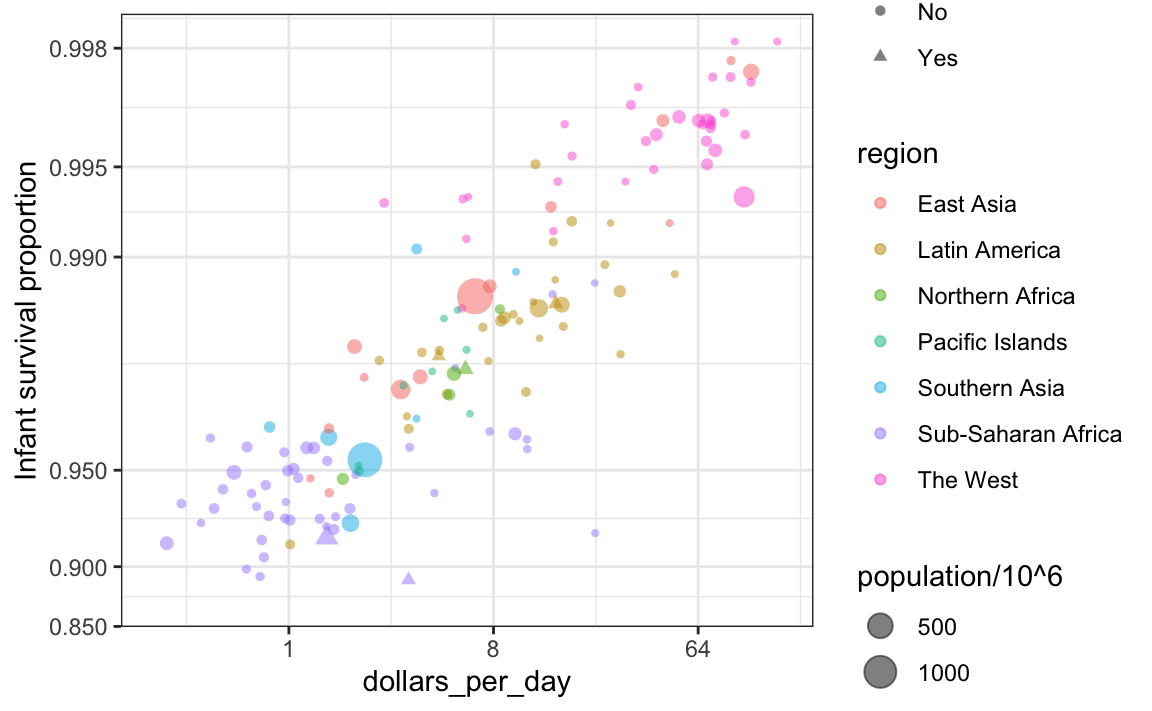 No
Yes
region
East Asia
Latin America
Northern Africa
Pacific Islands
Southern Asia
Sub-Saharan Africa
The West
population/10^6
500
1000
Infant survival proportion
0.998
0.995
0.990
0.950
0.900
0.850
1 8 64
dollars_per_day